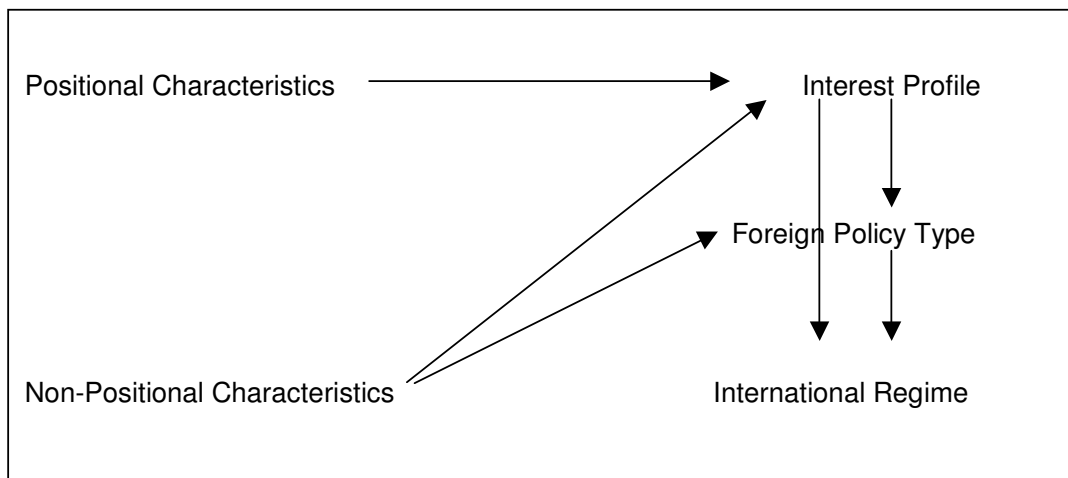 Positional Characteristics
Interest Profile
Foreign Policy Type
Non-Positional Characteristics
International Regime